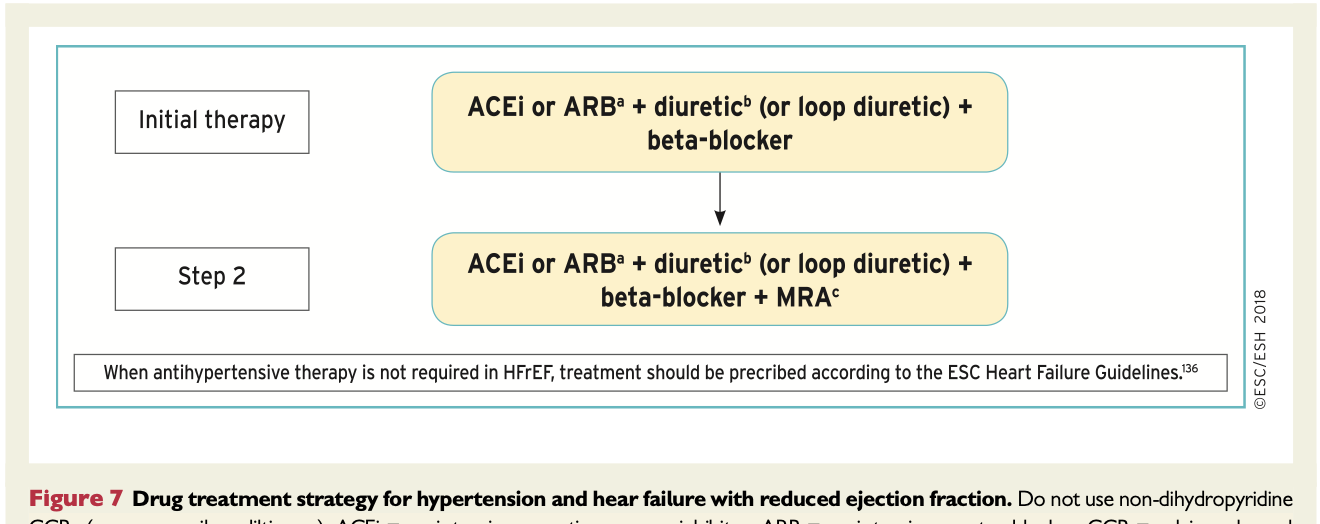 Initial therapy
ACEi or ARBᵃ + diureticᵇ (or loop diuretic) +
beta-blocker
Step 2
ACEi or ARBᵃ + diureticᵇ (or loop diuretic) +
beta-blocker + MRAᶜ
When antihypertensive therapy is not required in HFrEF, treatment should be precribed according to the ESC Heart Failure Guidelines.¹³⁶
©ESC/ESH 2018
Figure 7 Drug treatment strategy for hypertension and hear failure with reduced ejection fraction. Do not use non-dihydropyridine